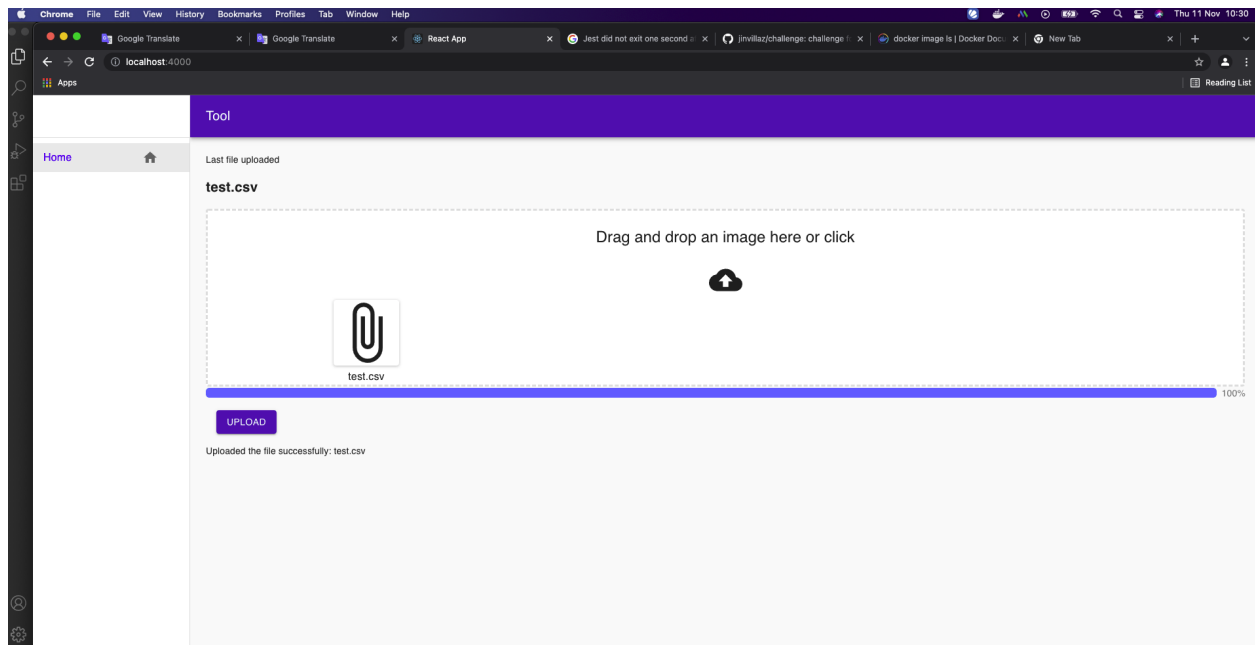 Chrome File Edit View History Bookmarks Profiles Tab Window Help Thu 11 Nov 10:30
Google Translate Google Translate React App Jest did not exit one second jinvillaz/challenge: challenge docker image ls | Docker Docu New Tab
localhost:4000
Apps Reading List
Tool
Home
Last file uploaded
test.csv
Drag and drop an image here or click
test.csv
100%
UPLOAD
Uploaded the file successfully: test.csv